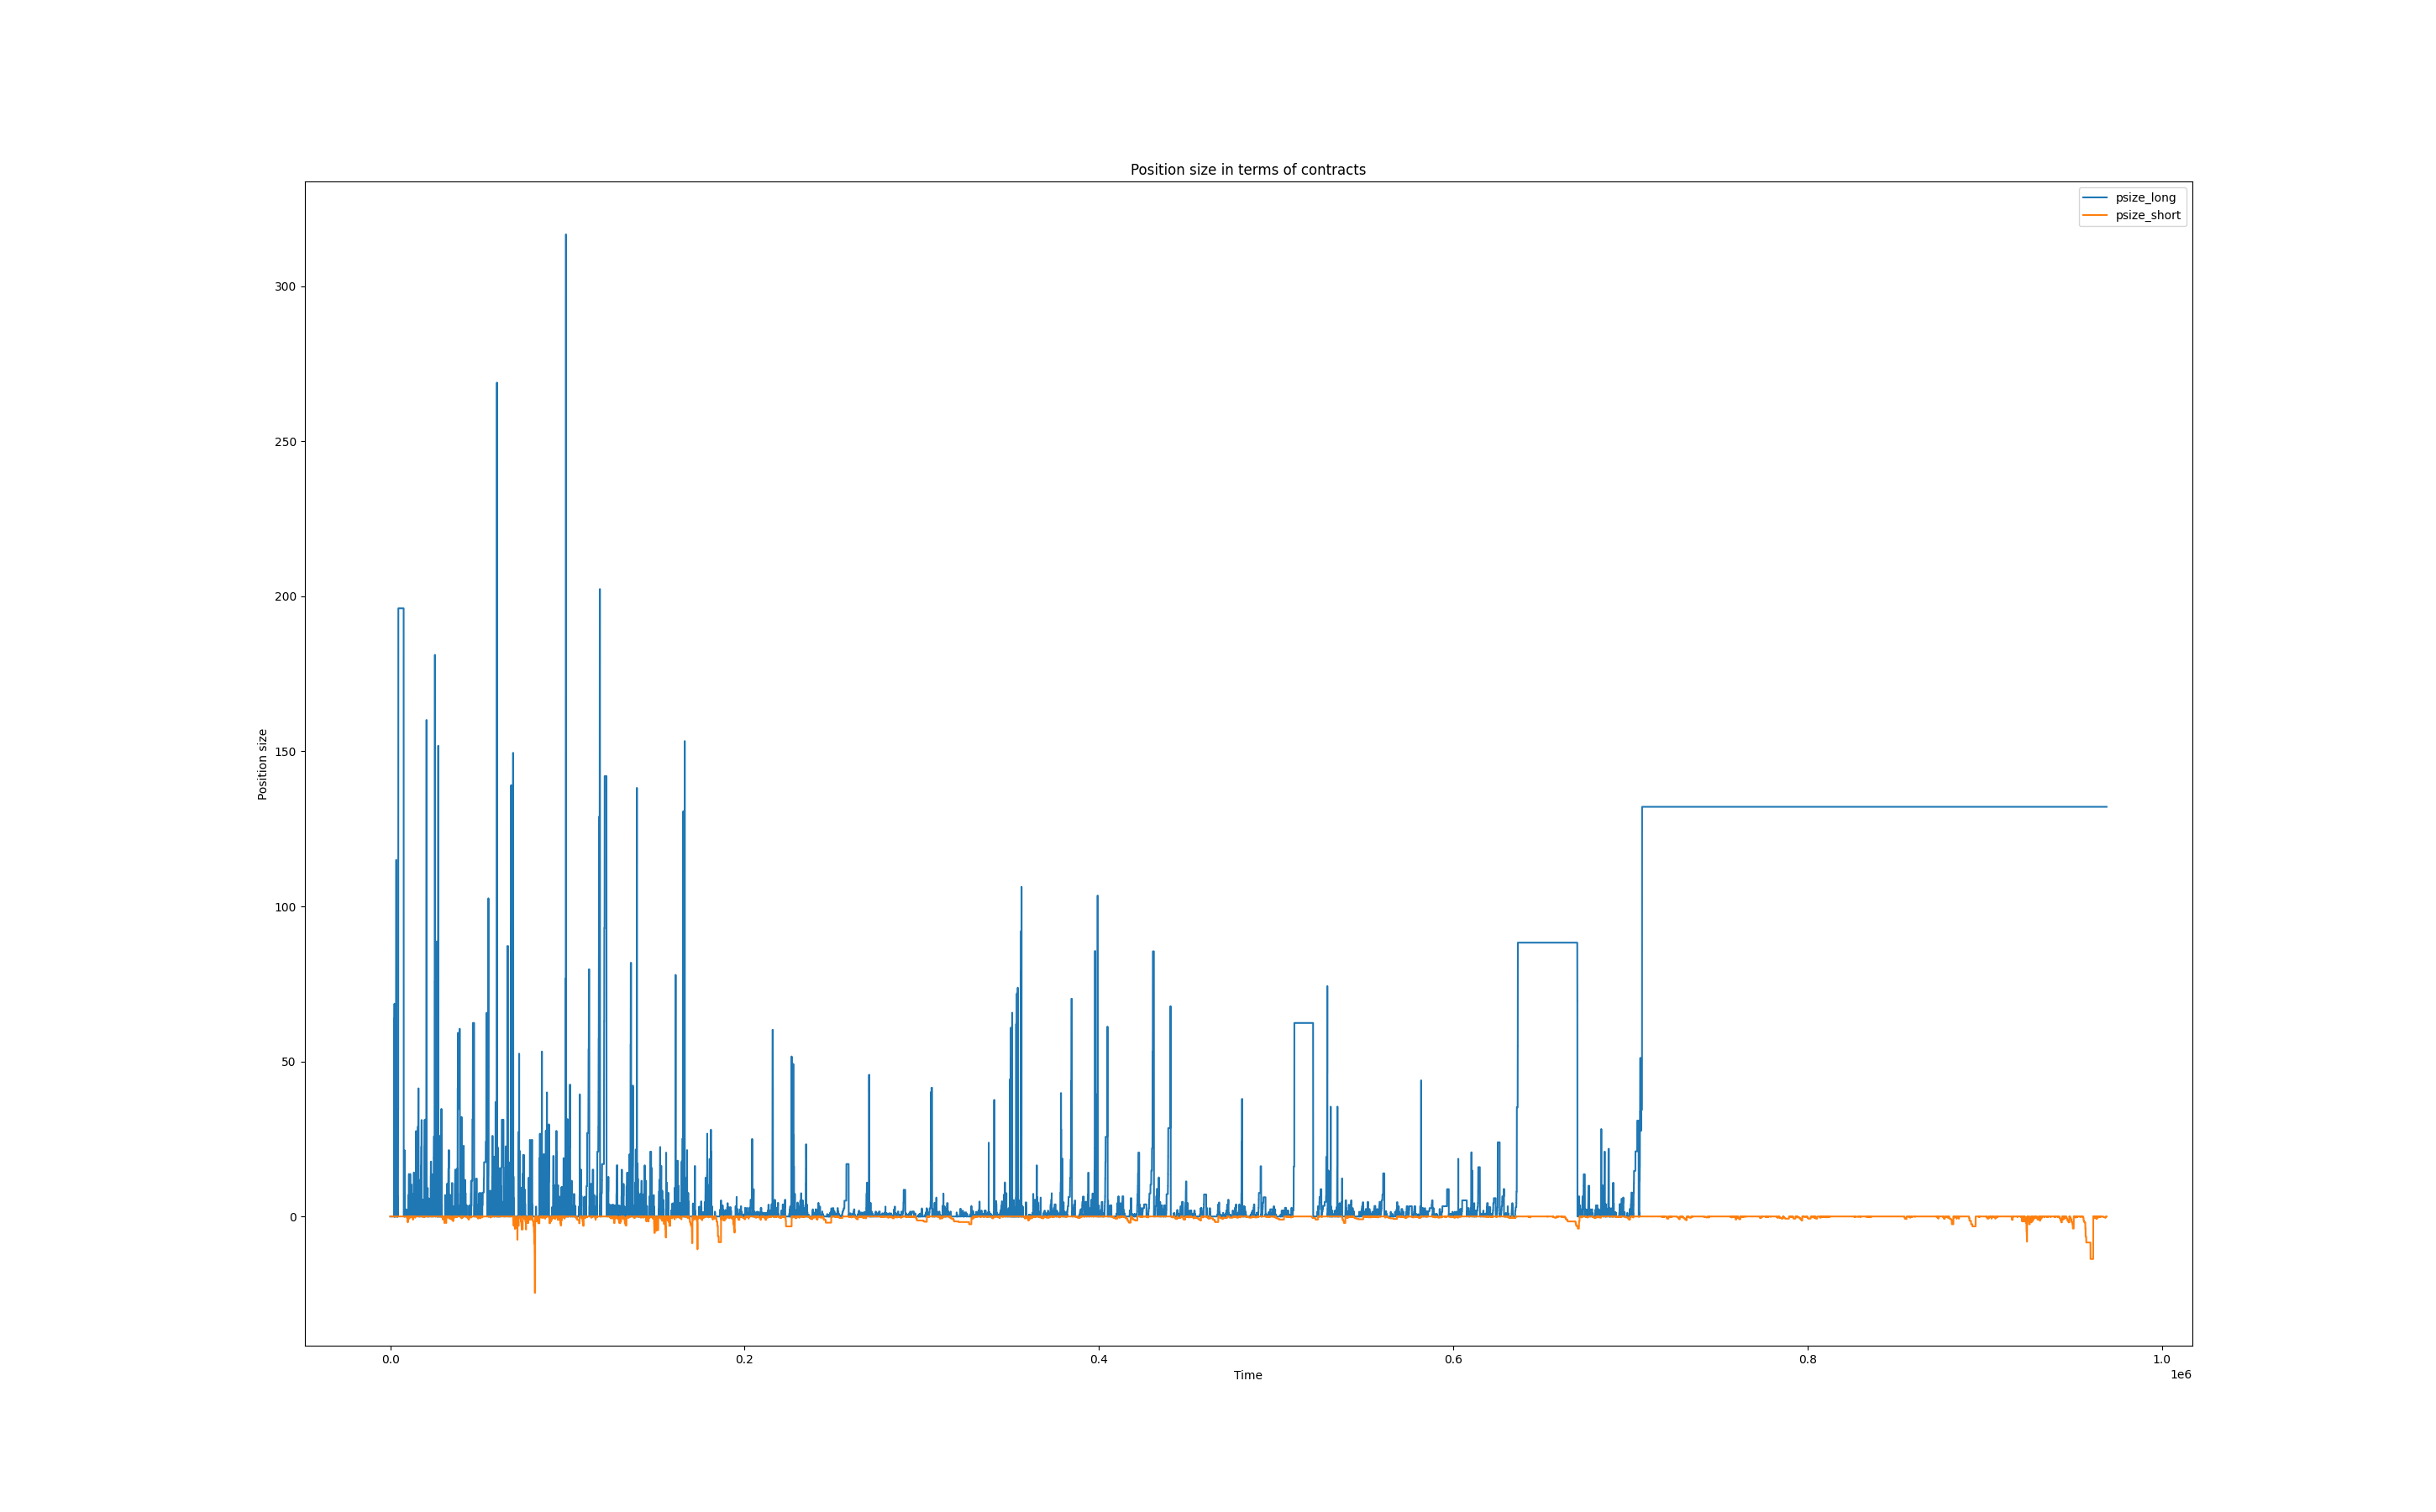 Position size in terms of contracts
psize_long
psize_short
300
250
200
150
100
50
0
Position size
0.0 0.2 0.4 0.6 0.8 1.0
1e6
Time